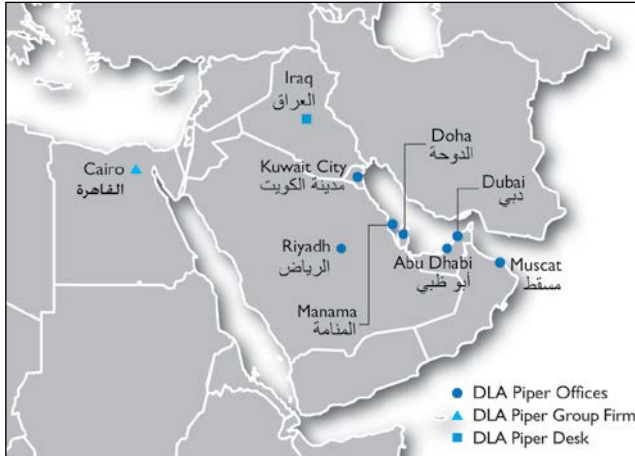 Iraq
العراق
Doha
الدوحة
Cairo
القاهرة
Kuwait City
مدينة الكويت
Dubai
دبي
Riyadh
الرياض
Abu Dhabi
أبو ظبي
Muscat
مسقط
Manama
المنامة
DLA Piper Offices
DLA Piper Group Firm
DLA Piper Desk